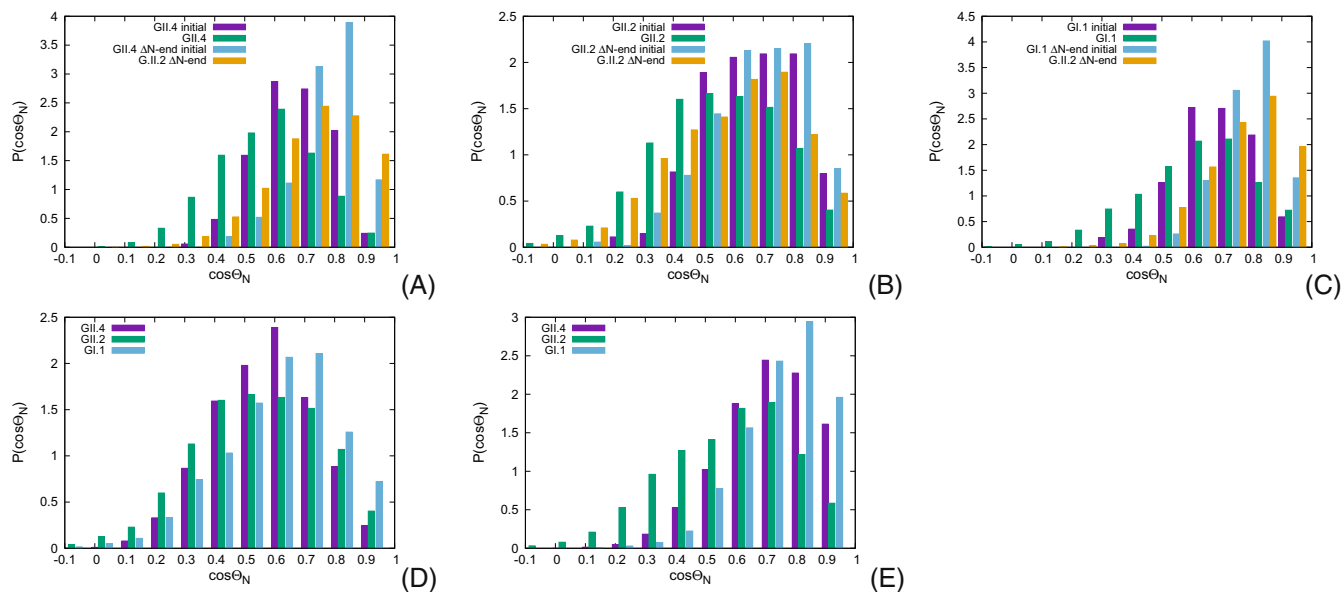 GII.4 initial
GII.4
GII.4 ΔN-end initial
G.II.2 ΔN-end
P(cosΘN)
4
3.5
3
2.5
2
1.5
1
0.5
0
-0.1 0 0.1 0.2 0.3 0.4 0.5 0.6 0.7 0.8 0.9 1
cosΘN
(A)
GII.2 initial
GII.2
GII.2 ΔN-end initial
G.II.2 ΔN-end
P(cosΘN)
2.5
2
1.5
1
0.5
0
-0.1 0 0.1 0.2 0.3 0.4 0.5 0.6 0.7 0.8 0.9 1
cosΘN
(B)
GI.1 initial
GI.1
GI.1 ΔN-end initial
G.II.2 ΔN-end
P(cosΘN)
4.5
4
3.5
3
2.5
2
1.5
1
0.5
0
-0.1 0 0.1 0.2 0.3 0.4 0.5 0.6 0.7 0.8 0.9 1
cosΘN
(C)
GII.4
GII.2
GI.1
P(cosΘN)
2.5
2
1.5
1
0.5
0
-0.1 0 0.1 0.2 0.3 0.4 0.5 0.6 0.7 0.8 0.9 1
cosΘN
(D)
GII.4
GII.2
GI.1
P(cosΘN)
3
2.5
2
1.5
1
0.5
0
-0.1 0 0.1 0.2 0.3 0.4 0.5 0.6 0.7 0.8 0.9 1
cosΘN
(E)